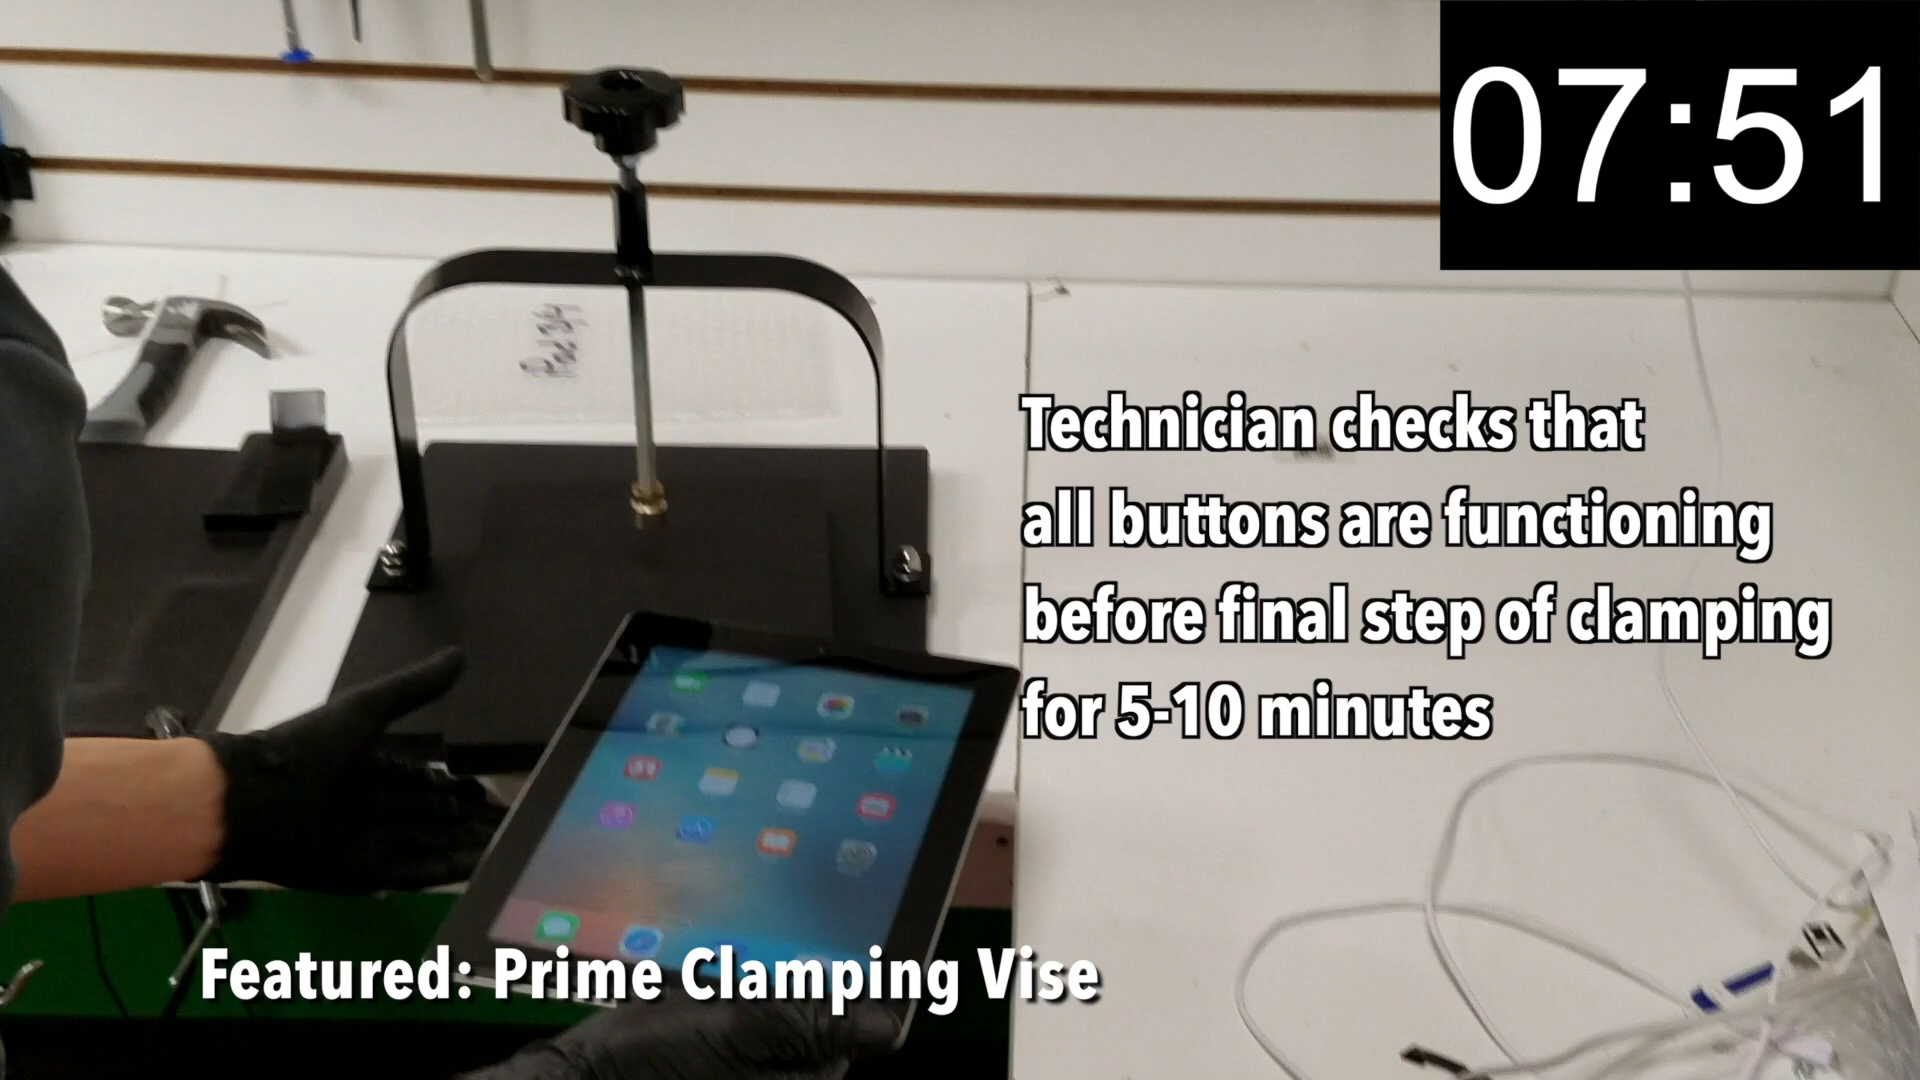 07:51
Technician checks that
all buttons are functioning
before final step of clamping
for 5-10 minutes
Featured: Prime Clamping Vise